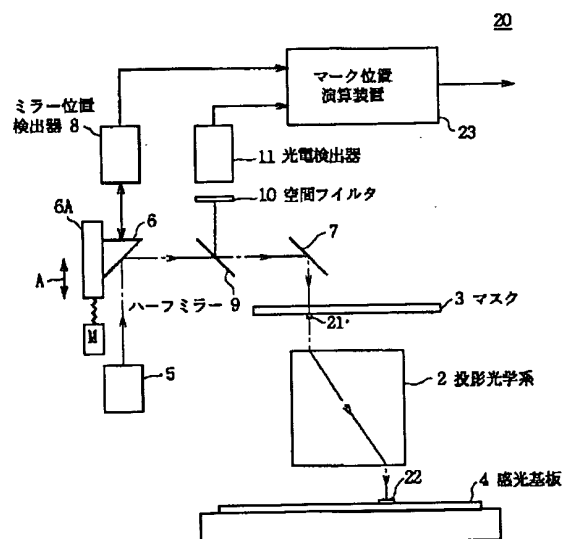 20
マーク位置
演算装置
23
ミラー位置
検出器 8
11 光電検出器
10 空間フイルタ
6A
6
7
A
ハーフミラー
9
3 マスク
21
M
5
2 投影光学系
22
4 感光基板